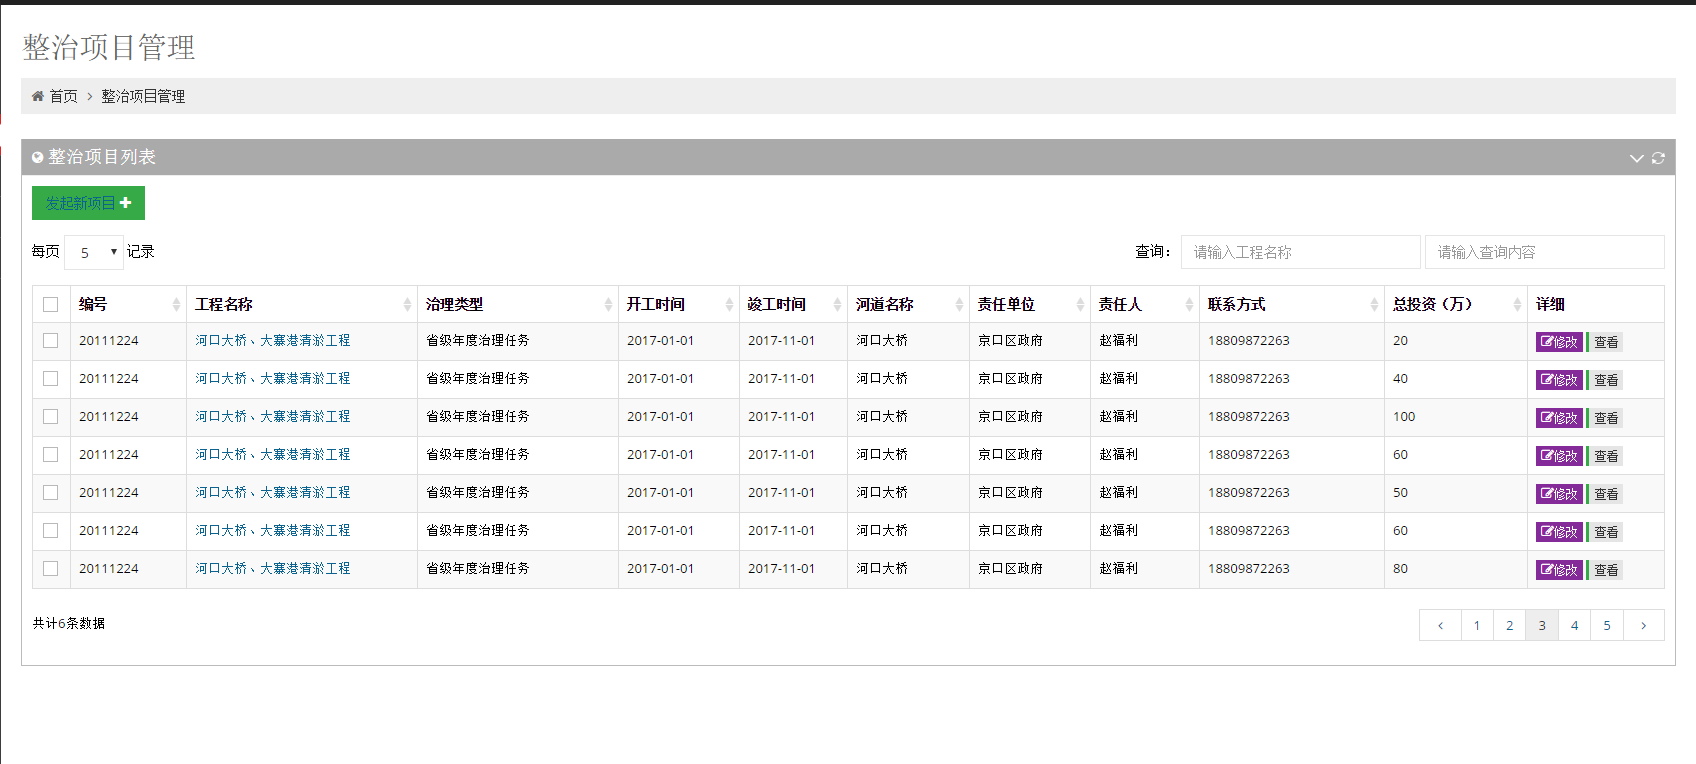 整治项目管理
首页 > 整治项目管理
整治项目列表
发起新项目
每页 5 记录 查询： 请输入工程名称 请输入查询内容
编号 工程名称 治理类型 开工时间 竣工时间 河道名称 责任单位 责任人 联系方式 总投资（万） 详细
20111224 河口大桥、大寨港清淤工程 省级年度治理任务 2017-01-01 2017-11-01 河口大桥 京口区政府 赵福利 18809872263 20 修改 查看
20111224 河口大桥、大寨港清淤工程 省级年度治理任务 2017-01-01 2017-11-01 河口大桥 京口区政府 赵福利 18809872263 40 修改 查看
20111224 河口大桥、大寨港清淤工程 省级年度治理任务 2017-01-01 2017-11-01 河口大桥 京口区政府 赵福利 18809872263 100 修改 查看
20111224 河口大桥、大寨港清淤工程 省级年度治理任务 2017-01-01 2017-11-01 河口大桥 京口区政府 赵福利 18809872263 60 修改 查看
20111224 河口大桥、大寨港清淤工程 省级年度治理任务 2017-01-01 2017-11-01 河口大桥 京口区政府 赵福利 18809872263 50 修改 查看
20111224 河口大桥、大寨港清淤工程 省级年度治理任务 2017-01-01 2017-11-01 河口大桥 京口区政府 赵福利 18809872263 60 修改 查看
20111224 河口大桥、大寨港清淤工程 省级年度治理任务 2017-01-01 2017-11-01 河口大桥 京口区政府 赵福利 18809872263 80 修改 查看
共计6条数据 ‹ 1 2 3 4 5 ›